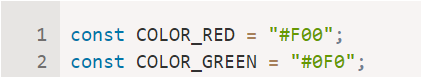 1 const COLOR_RED = "#F00";
2 const COLOR_GREEN = "#0F0";